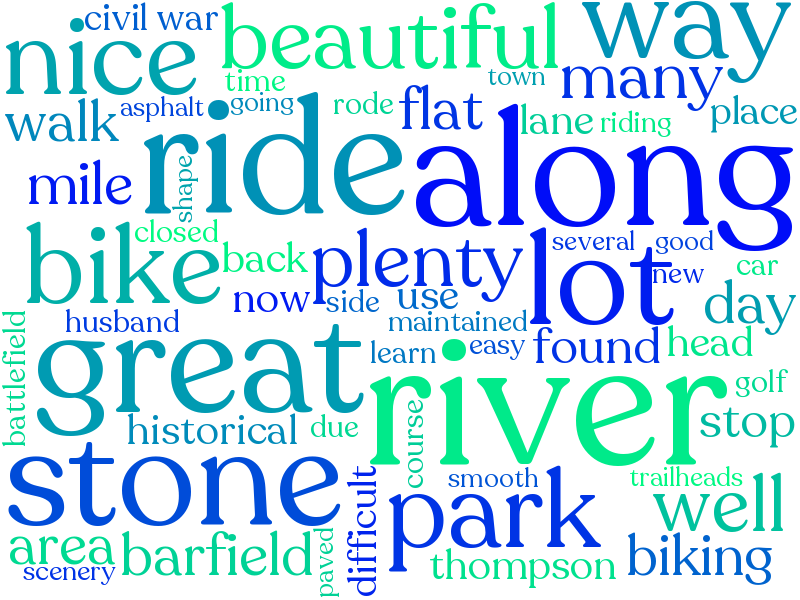 civil war
nice
beautiful
way
time
town
many
walk
asphalt
going
rode
flat
lane
riding
place
mile
shape
ride
along
closed
bike
back
plenty
lot
several
good
new
car
now
side
use
day
husband
maintained
battlefield
great
learn
easy
found
head
river
golf
historical
due
course
stop
stone
difficult
park
smooth
trailheads
well
area
barfield
paved
thompson
biking
scenery